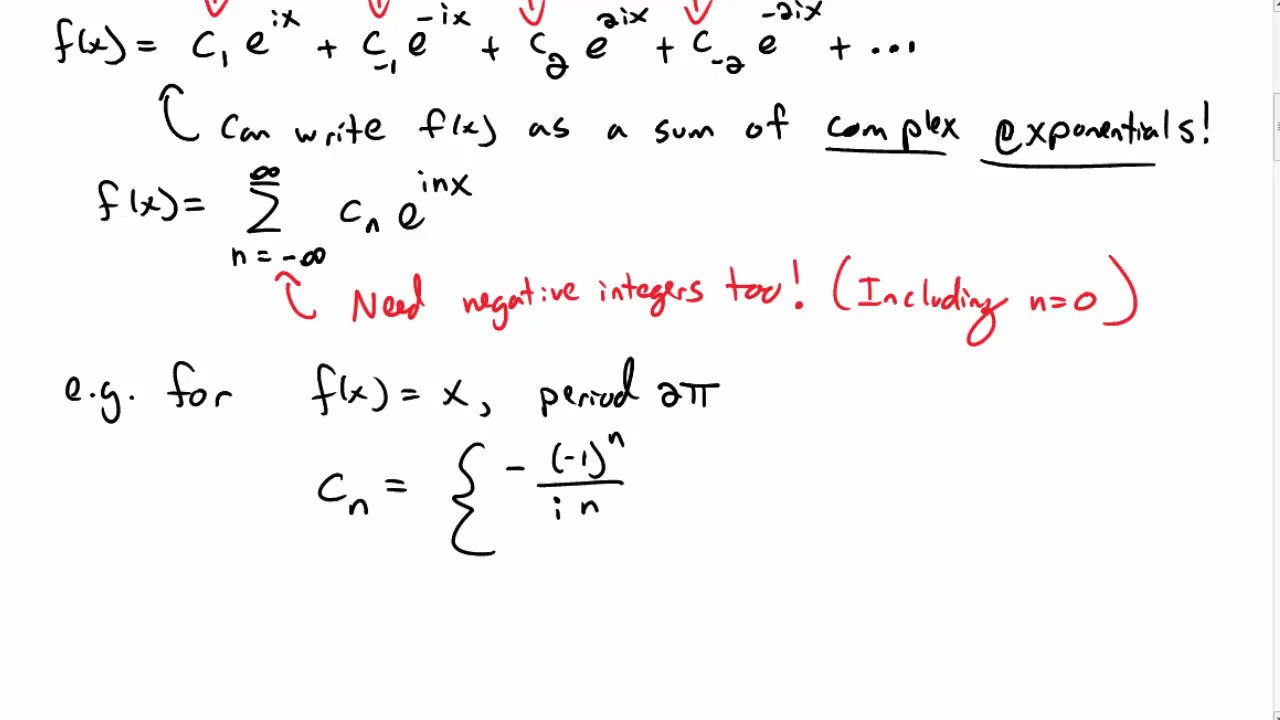 f(x) = c₁ e^{ix} + c₋₁ e^{-ix} + c₂ e^{2ix} + c₋₂ e^{-2ix} + ...
Can write f(x) as a sum of complex exponentials!
f(x) = ∑_{n=-∞}^{∞} cₙ e^{inx}
Need negative integers too! (Including n=0)
e.g. for f(x) = x, period 2π
cₙ = { - (-1)^n / (i n)